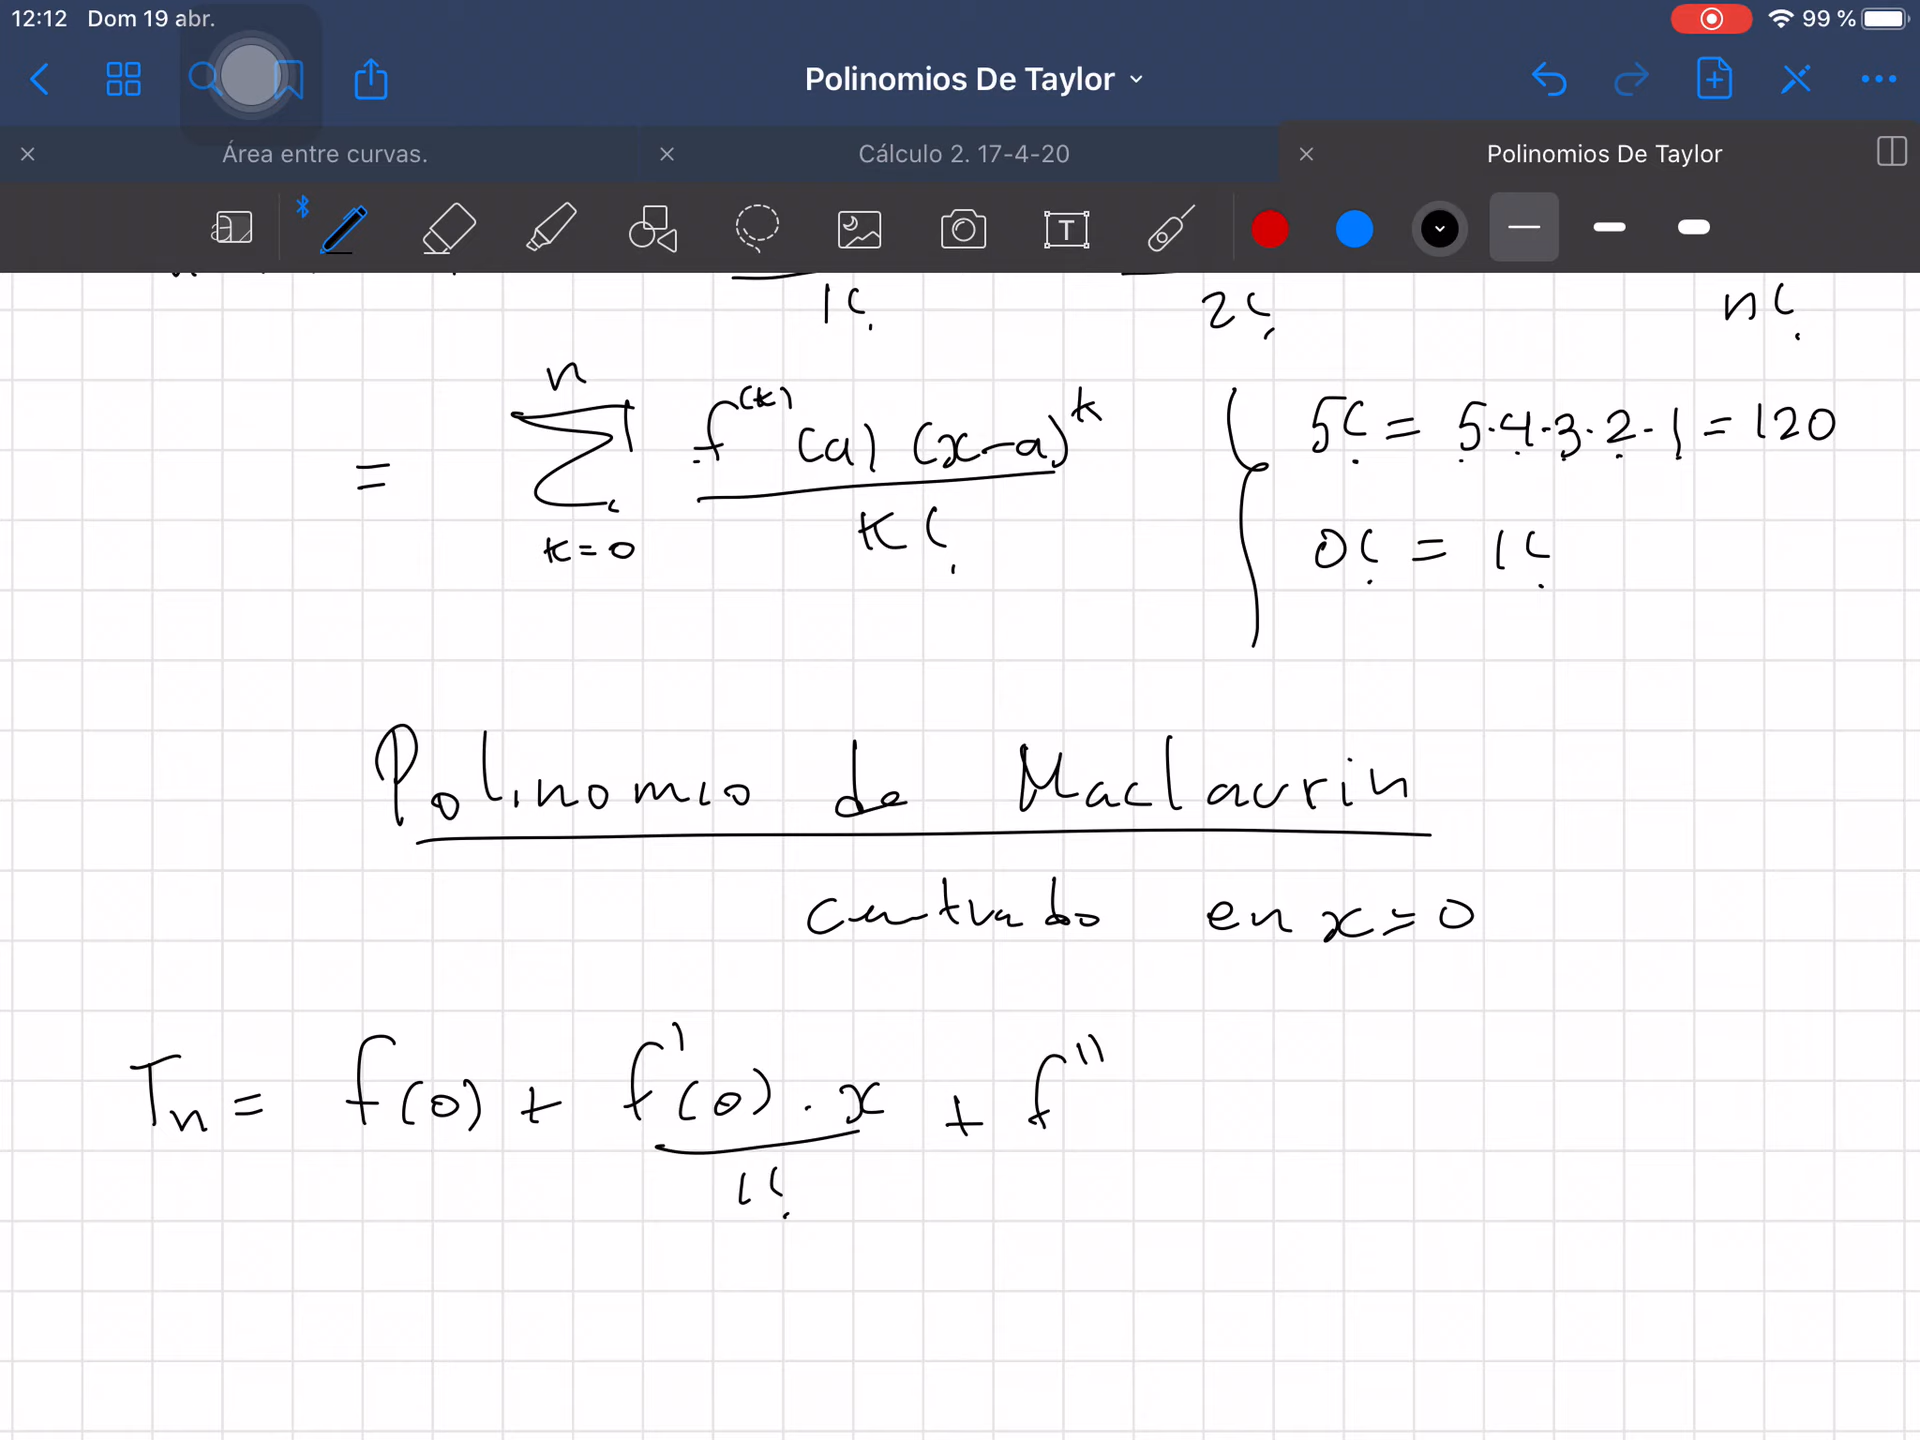 12:12 Dom 19 abr. 99 %
Polinomios De Taylor
Área entre curvas. Cálculo 2. 17-4-20 Polinomios De Taylor
T
1! 2! n!
= n ∑ k=0 f^(k) (a) (x-a)^k / k!
5! = 5·4·3·2·1 = 120
0! = 1!
Polinomio de Maclaurin
centrado en x=0
Tn = f(0) + f'(0)·x / 1! + f''